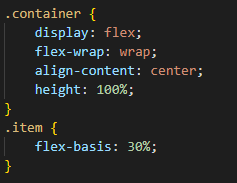 .container {
    display: flex;
    flex-wrap: wrap;
    align-content: center;
    height: 100%;
}
.item {
    flex-basis: 30%;
}